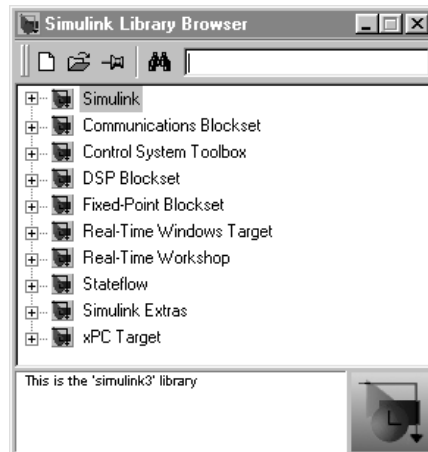 Simulink Library Browser
Simulink
Communications Blockset
Control System Toolbox
DSP Blockset
Fixed-Point Blockset
Real-Time Windows Target
Real-Time Workshop
Stateflow
Simulink Extras
xPC Target
This is the 'simulink3' library